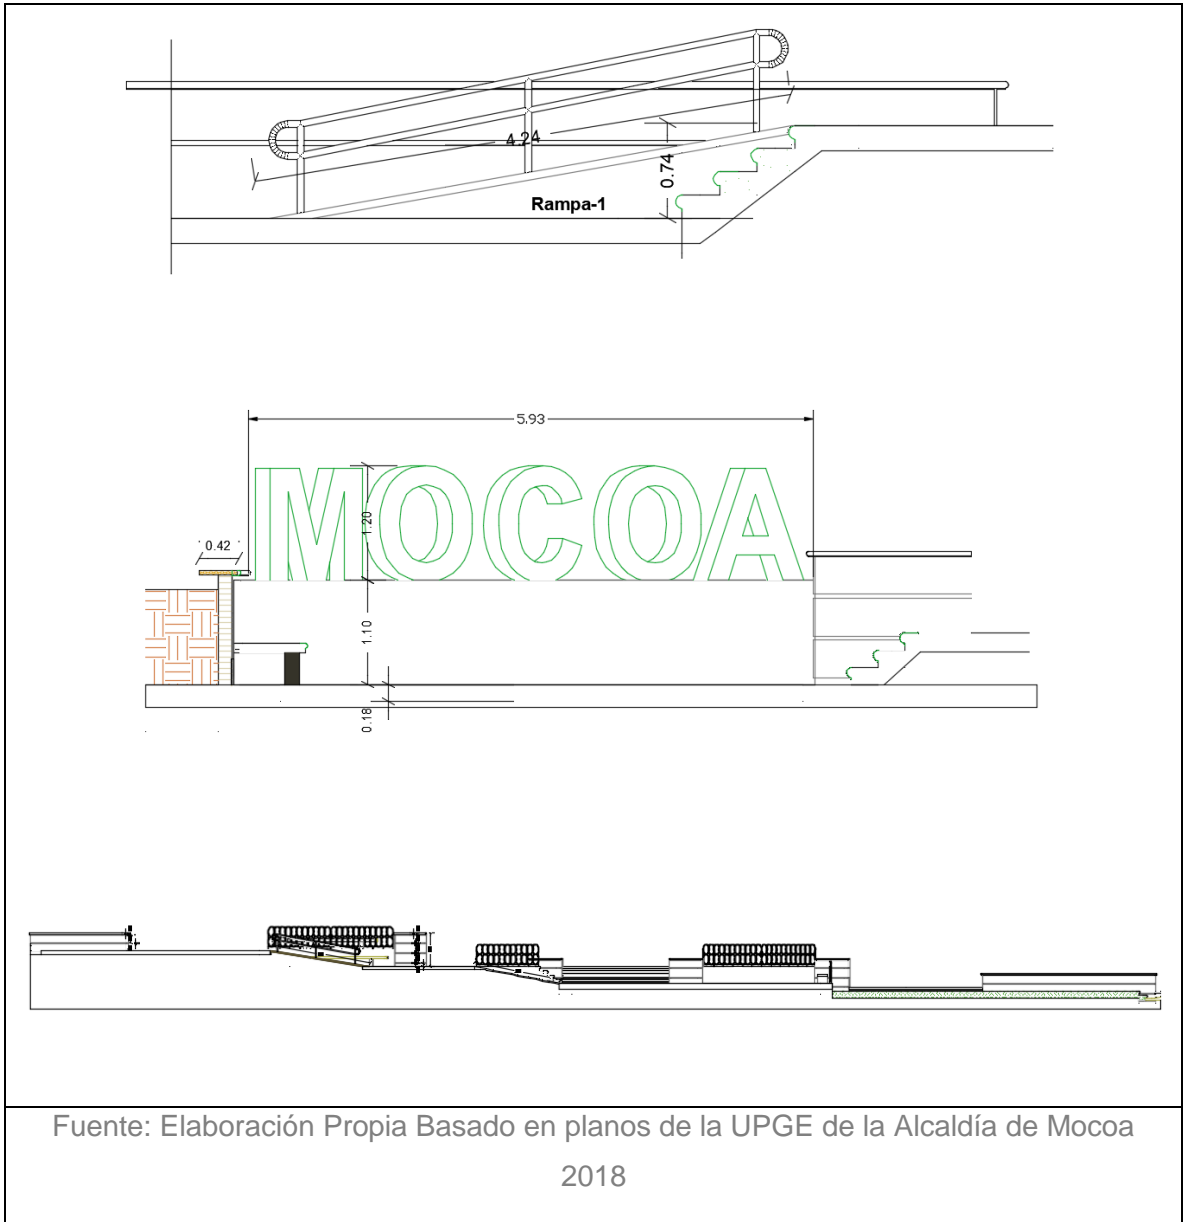 4.24
0.74
Rampa-1
5.93
MOCOA
1.20
0.42
1.10
0.18
Fuente: Elaboración Propia Basado en planos de la UPGE de la Alcaldía de Mocoa
2018